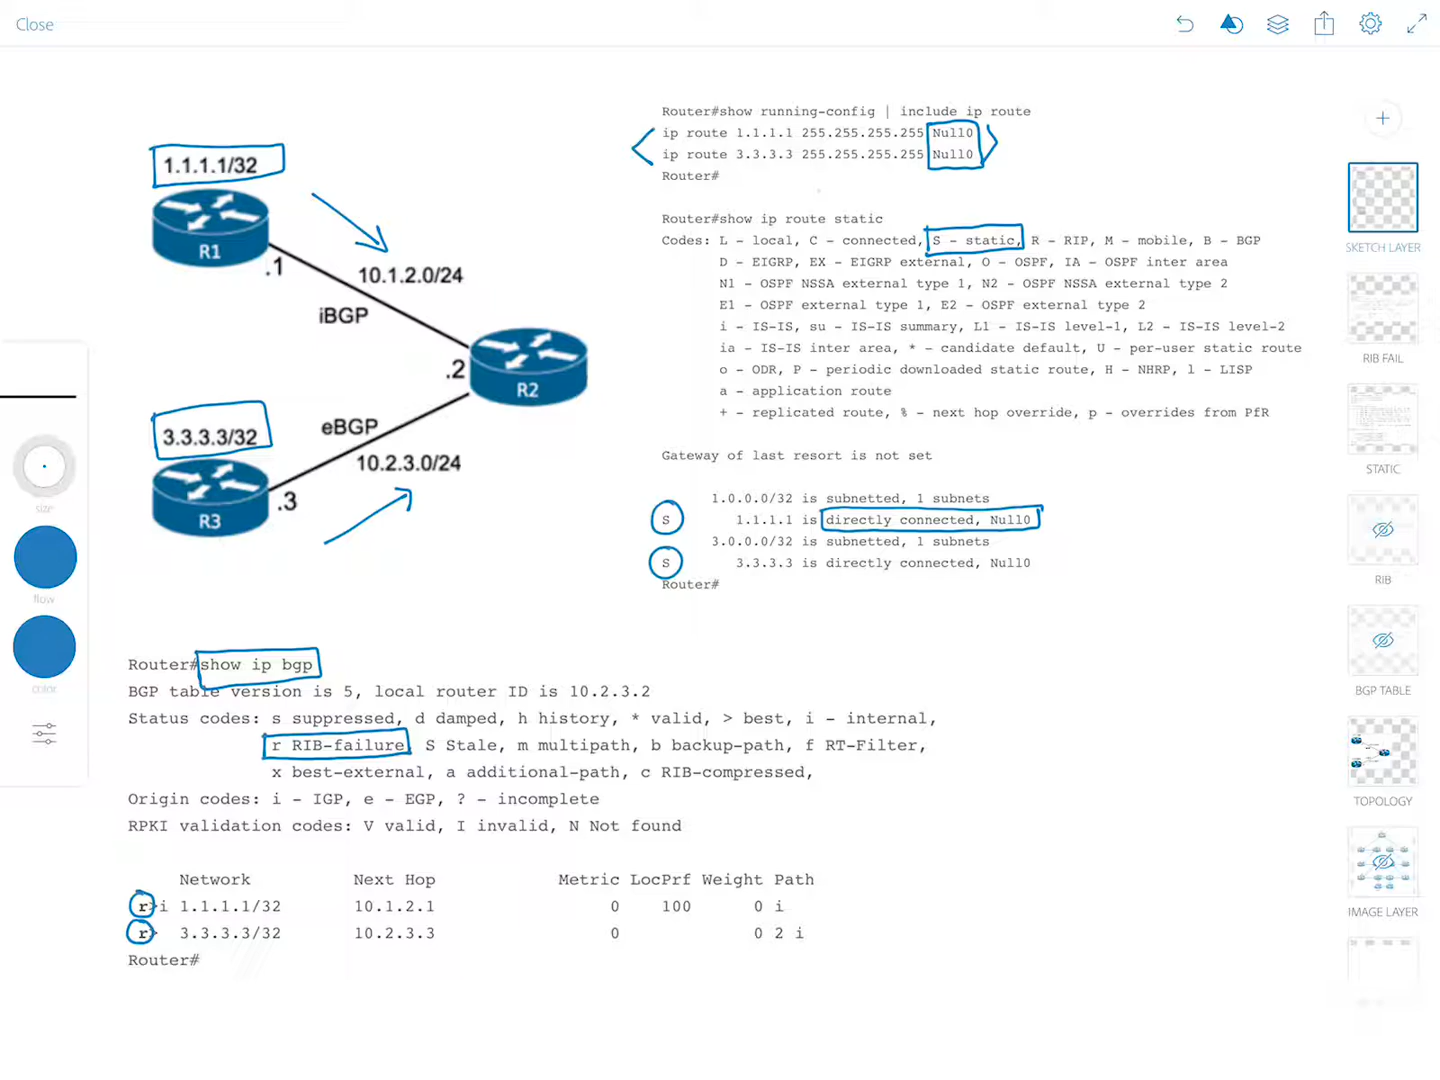 Close
1.1.1.1/32
R1
.1
10.1.2.0/24
iBGP
.2
R2
3.3.3.3/32
eBGP
10.2.3.0/24
R3
.3
size
flow
color
Router#show running-config | include ip route
ip route 1.1.1.1 255.255.255.255 Null0
ip route 3.3.3.3 255.255.255.255 Null0
Router#
Router#show ip route static
Codes: L - local, C - connected, S - static, R - RIP, M - mobile, B - BGP
D - EIGRP, EX - EIGRP external, O - OSPF, IA - OSPF inter area
N1 - OSPF NSSA external type 1, N2 - OSPF NSSA external type 2
E1 - OSPF external type 1, E2 - OSPF external type 2
i - IS-IS, su - IS-IS summary, L1 - IS-IS level-1, L2 - IS-IS level-2
ia - IS-IS inter area, * - candidate default, U - per-user static route
o - ODR, P - periodic downloaded static route, H - NHRP, l - LISP
a - application route
+ - replicated route, % - next hop override, p - overrides from PfR
Gateway of last resort is not set
1.0.0.0/32 is subnetted, 1 subnets
S 1.1.1.1 is directly connected, Null0
3.0.0.0/32 is subnetted, 1 subnets
S 3.3.3.3 is directly connected, Null0
Router#
Router#show ip bgp
BGP table version is 5, local router ID is 10.2.3.2
Status codes: s suppressed, d damped, h history, * valid, > best, i - internal,
r RIB-failure, S Stale, m multipath, b backup-path, f RT-Filter,
x best-external, a additional-path, c RIB-compressed,
Origin codes: i - IGP, e - EGP, ? - incomplete
RPKI validation codes: V valid, I invalid, N Not found
Network Next Hop Metric LocPrf Weight Path
r>i 1.1.1.1/32 10.1.2.1 0 100 0 i
r> 3.3.3.3/32 10.2.3.3 0 0 2 i
Router#
SKETCH LAYER
RIB FAIL
STATIC
RIB
BGP TABLE
TOPOLOGY
IMAGE LAYER